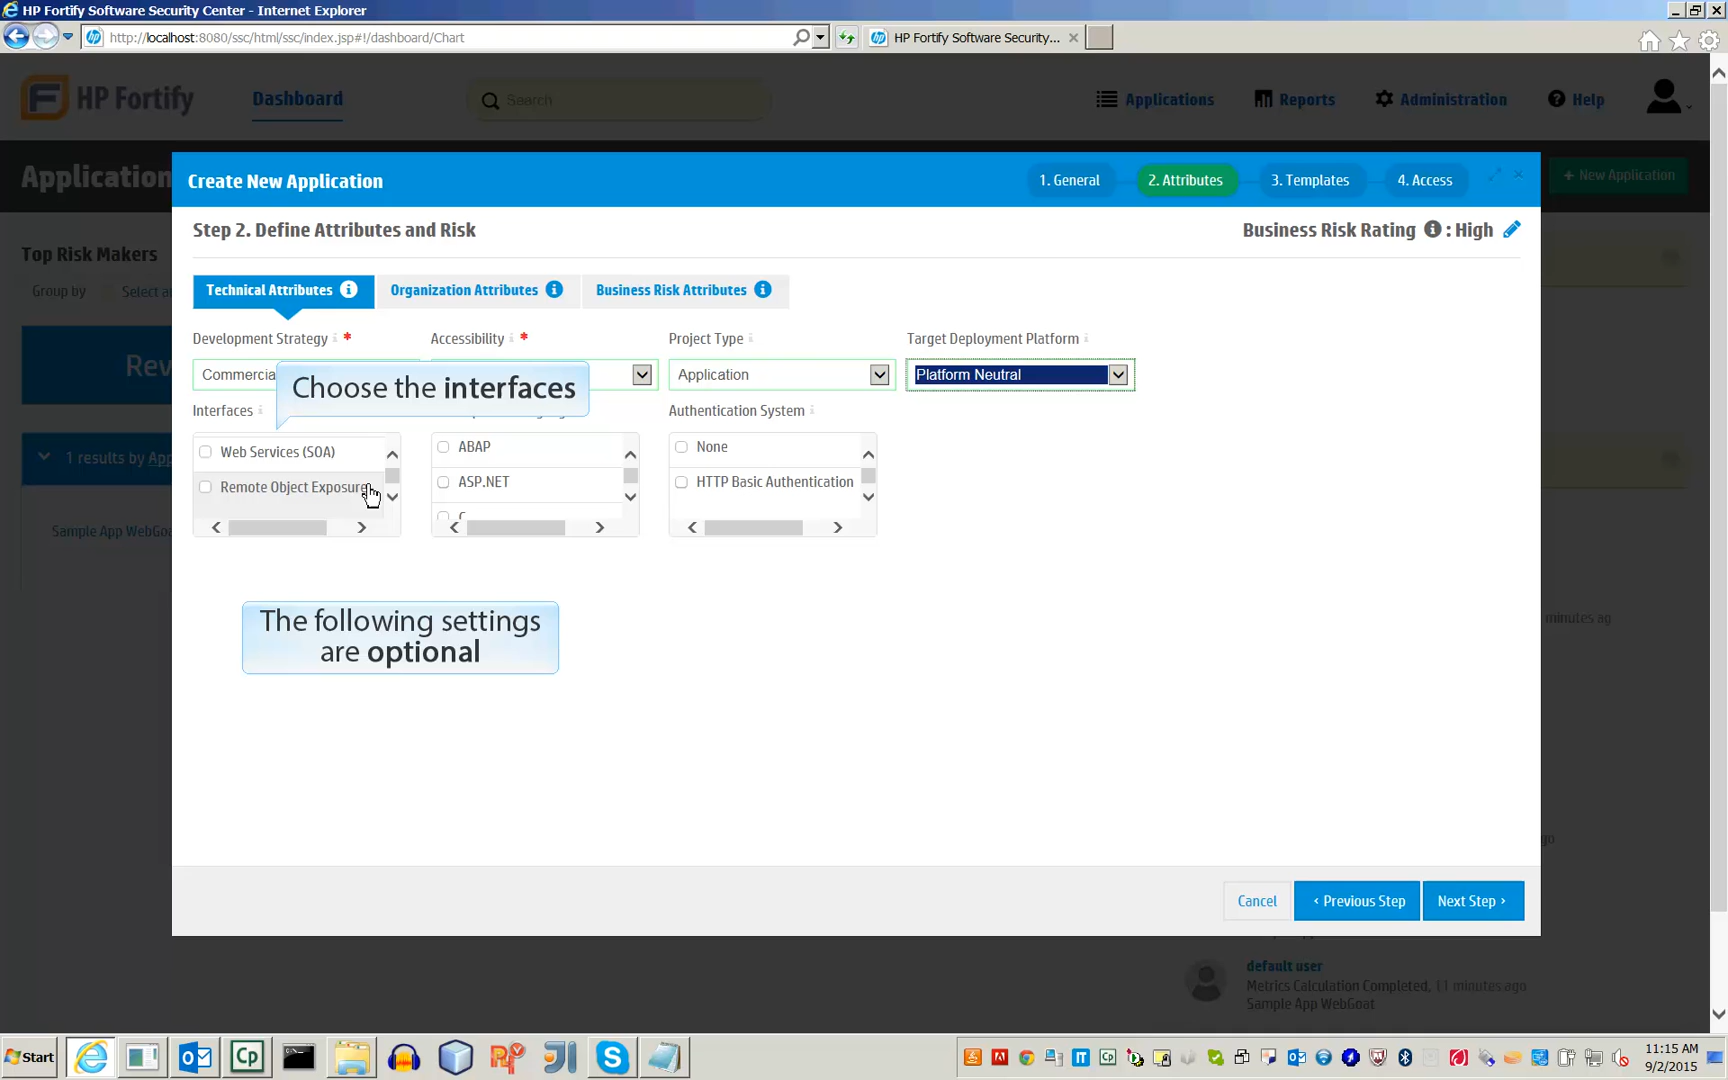 HP Fortify Software Security Center - Internet Explorer
http://localhost:8080/ssc/html/ssc/index.jsp#!/dashboard/Chart
HP Fortify Software Security...
HP Fortify
Dashboard
Search
Applications
Reports
Administration
Help
Application
+ New Application
Create New Application
1. General
2. Attributes
3. Templates
4. Access
Step 2. Define Attributes and Risk
Business Risk Rating : High
Top Risk Makers
Group by
Technical Attributes
Organization Attributes
Business Risk Attributes
Development Strategy *
Accessibility *
Project Type
Target Deployment Platform
Commercia
Application
Platform Neutral
Choose the interfaces
Interfaces
Authentication System
Web Services (SOA)
Remote Object Exposure
ABAP
ASP.NET
C
None
HTTP Basic Authentication
1 results by App
Sample App WebGoa
The following settings
are optional
minutes ag
Cancel
‹ Previous Step
Next Step ›
default user
Metrics Calculation Completed, 11 minutes ago
Sample App WebGoat
Start
11:15 AM
9/2/2015